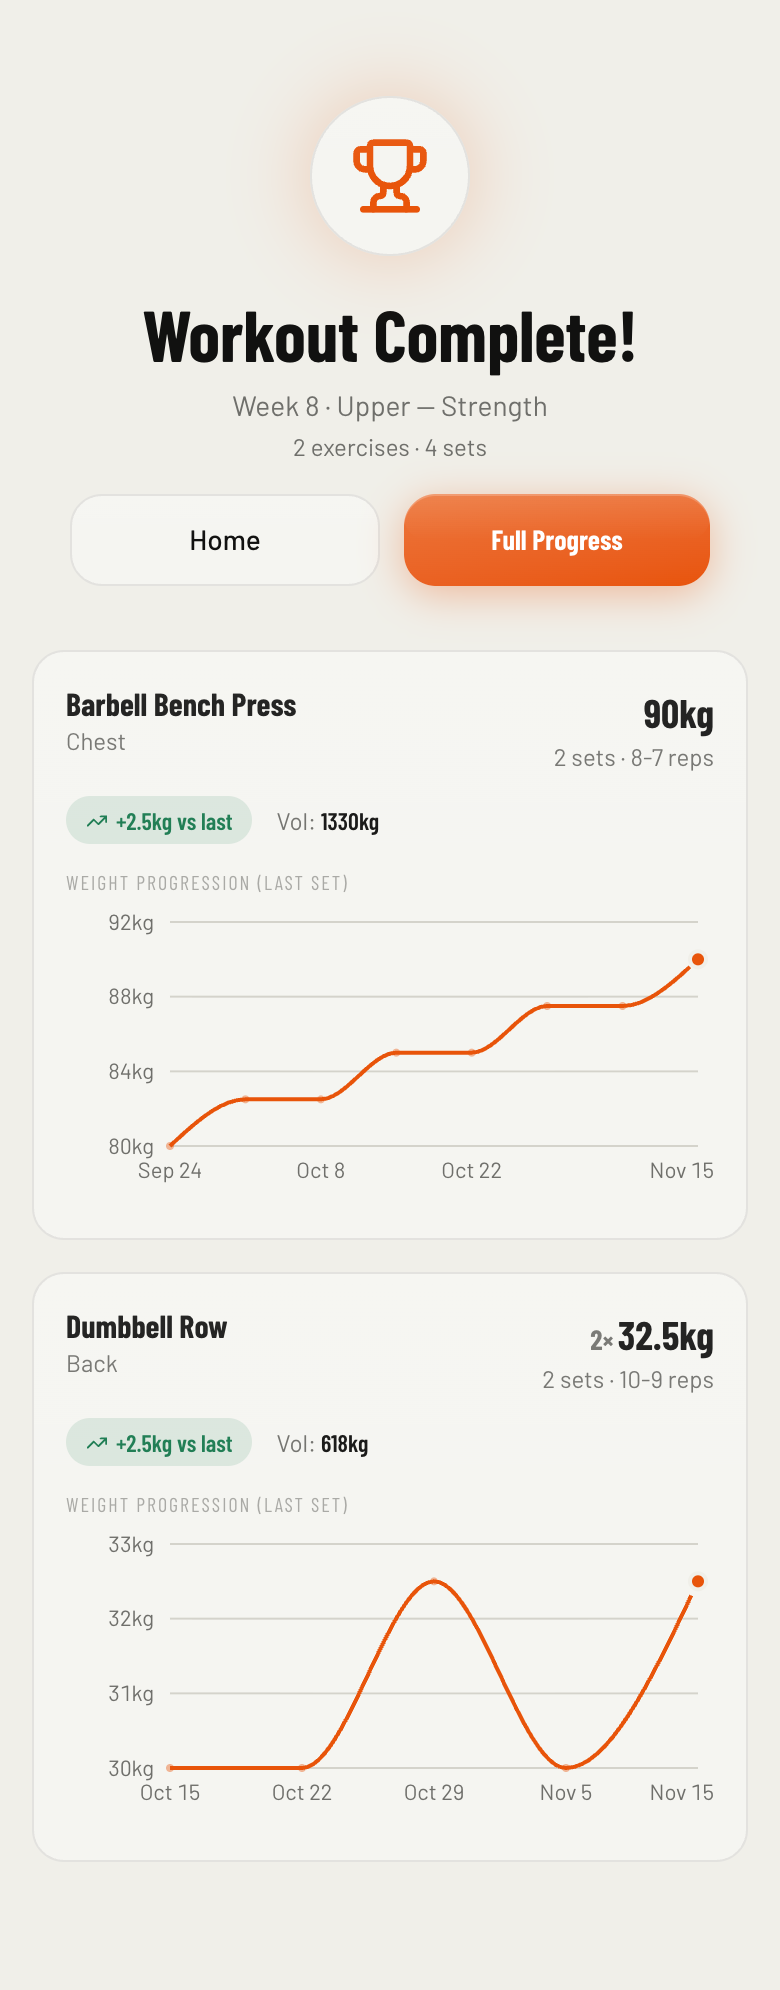 Workout Complete!
Week 8 · Upper — Strength
2 exercises · 4 sets
Home
Full Progress
Barbell Bench Press
90kg
Chest
2 sets · 8-7 reps
+2.5kg vs last
Vol: 1330kg
WEIGHT PROGRESSION (LAST SET)
92kg
88kg
84kg
80kg
Sep 24
Oct 8
Oct 22
Nov 15
Dumbbell Row
2× 32.5kg
Back
2 sets · 10-9 reps
+2.5kg vs last
Vol: 618kg
WEIGHT PROGRESSION (LAST SET)
33kg
32kg
31kg
30kg
Oct 15
Oct 22
Oct 29
Nov 5
Nov 15